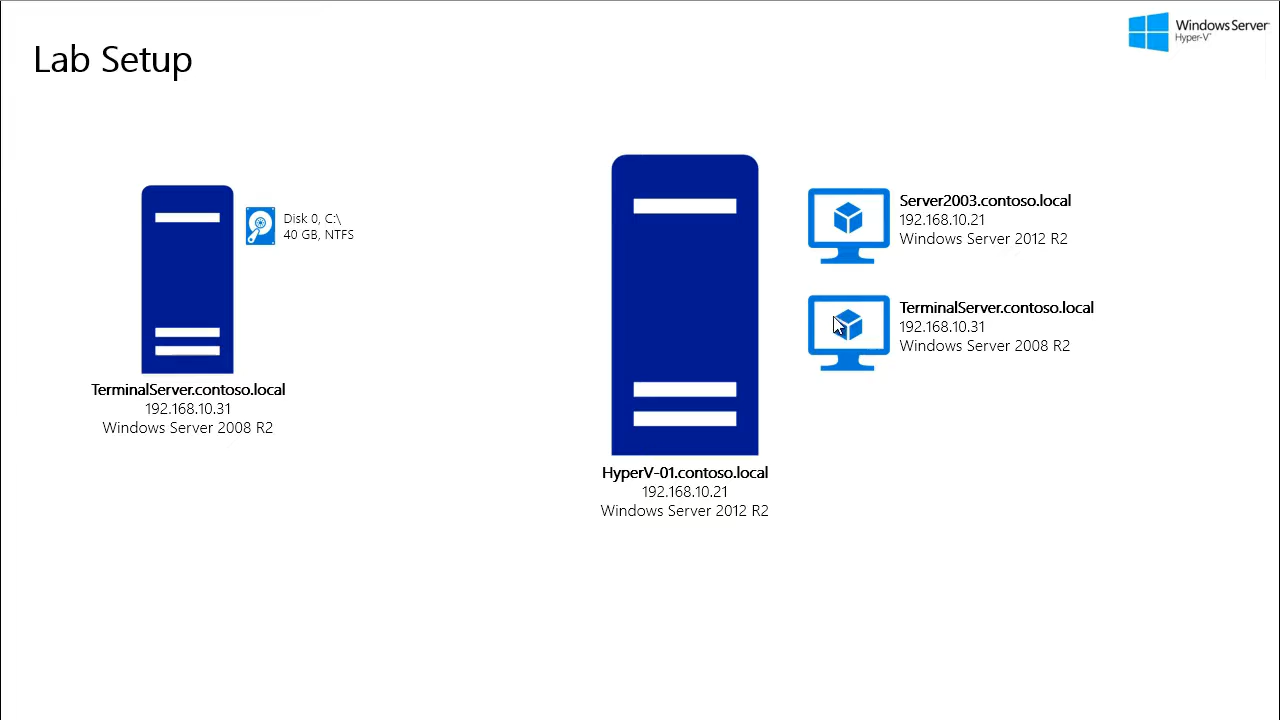 Windows Server
Hyper-V
Lab Setup
Disk 0, C:\
40 GB, NTFS
TerminalServer.contoso.local
192.168.10.31
Windows Server 2008 R2
HyperV-01.contoso.local
192.168.10.21
Windows Server 2012 R2
Server2003.contoso.local
192.168.10.21
Windows Server 2012 R2
TerminalServer.contoso.local
192.168.10.31
Windows Server 2008 R2